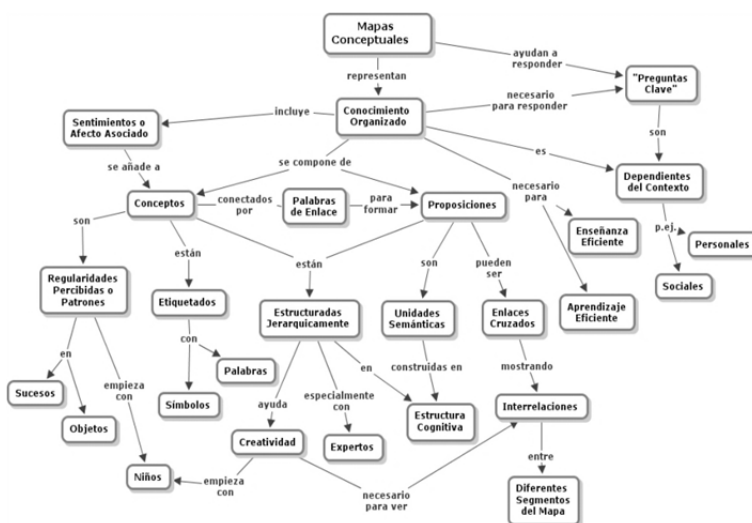 Mapas
Conceptuales
ayudan a
responder
representan
"Preguntas
Clave"
necesario
para responder
Conocimiento
Organizado
incluye
Sentimientos o
Afecto Asociado
son
es
se añade a
se compone de
Dependientes
del Contexto
necesario
para
Conceptos
conectados
por
Palabras
de Enlace
para
formar
Proposiciones
Enseñanza
Eficiente
p.ej.
Personales
son
están
están
son
pueden
ser
Sociales
Regularidades
Percibidas o
Patrones
Etiquetados
Estructuradas
Jerarquicamente
Unidades
Semánticas
Enlaces
Cruzados
Aprendizaje
Eficiente
con
en
Palabras
en
construidas en
mostrando
Sucesos
empieza
con
Símbolos
ayuda
especialmente
con
Estructura
Cognitiva
Interrelaciones
Objetos
Creatividad
Expertos
entre
Niños
empieza
con
necesario
para ver
Diferentes
Segmentos
del Mapa